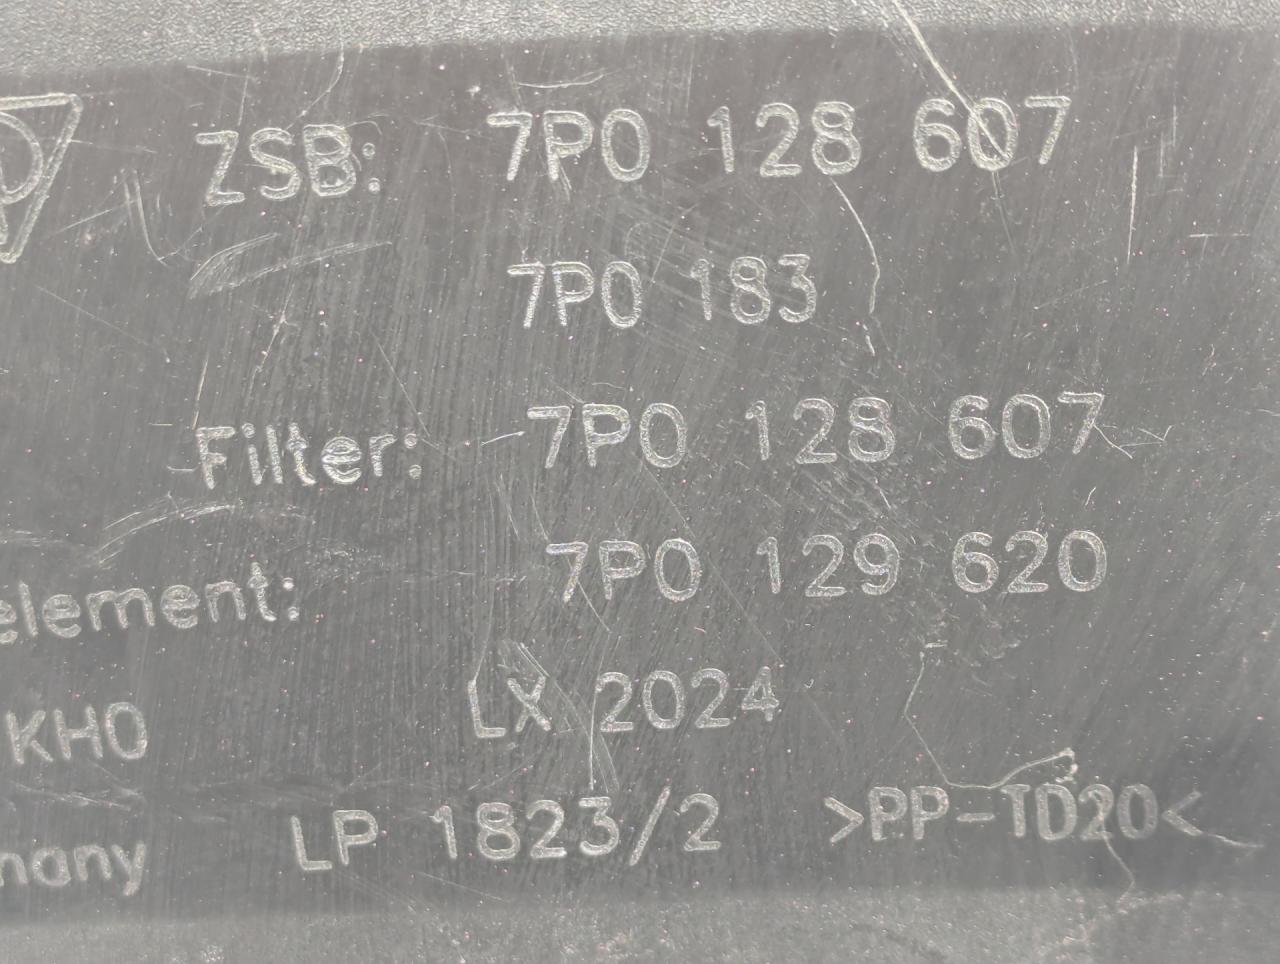 ZSB: 7P0 128 607
7P0 183
Filter: 7P0 128 607
element: 7P0 129 620
KH0 LX 2024
many LP 1823/2 >PP-TD20<